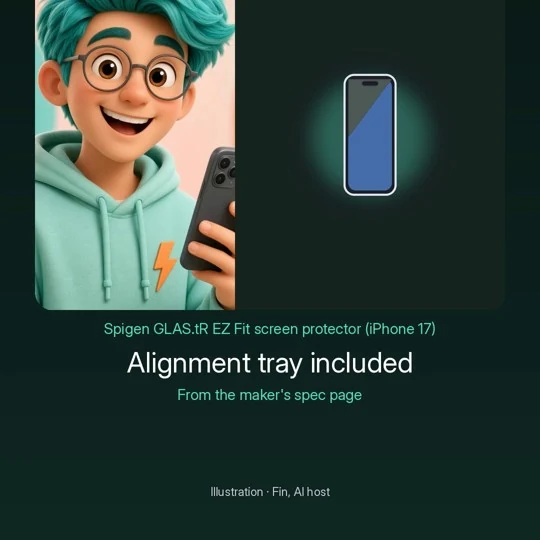 Spigen GLAS.tR EZ Fit screen protector (iPhone 17)
Alignment tray included
From the maker's spec page
Illustration · Fin, AI host